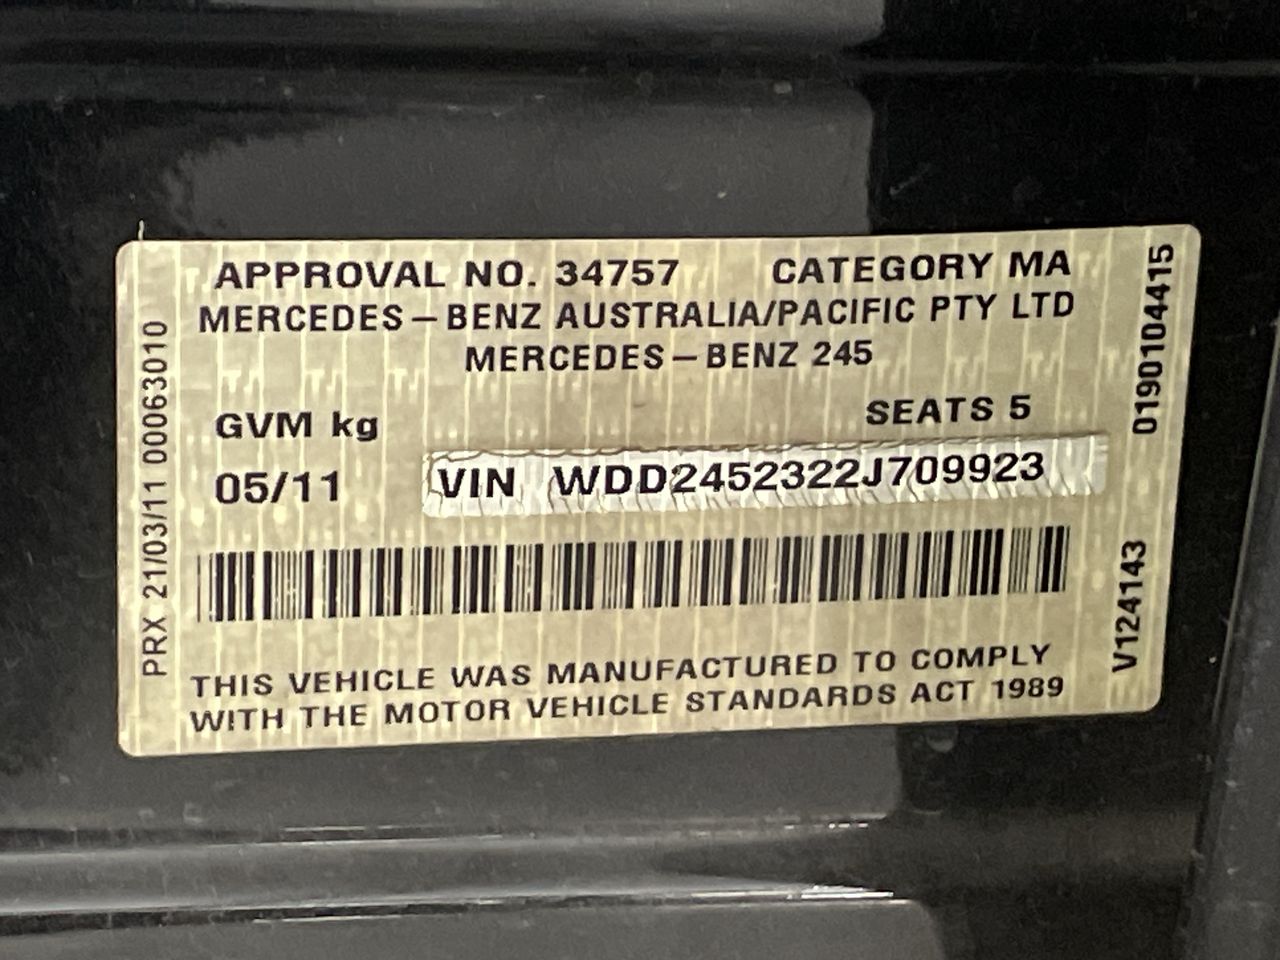 APPROVAL NO. 34757 CATEGORY MA
MERCEDES-BENZ AUSTRALIA/PACIFIC PTY LTD
MERCEDES-BENZ 245
GVM kg SEATS 5
05/11 VIN WDD2452322J709923
THIS VEHICLE WAS MANUFACTURED TO COMPLY
WITH THE MOTOR VEHICLE STANDARDS ACT 1989
PRX 21/03/11 00063010
0190104415
V124143